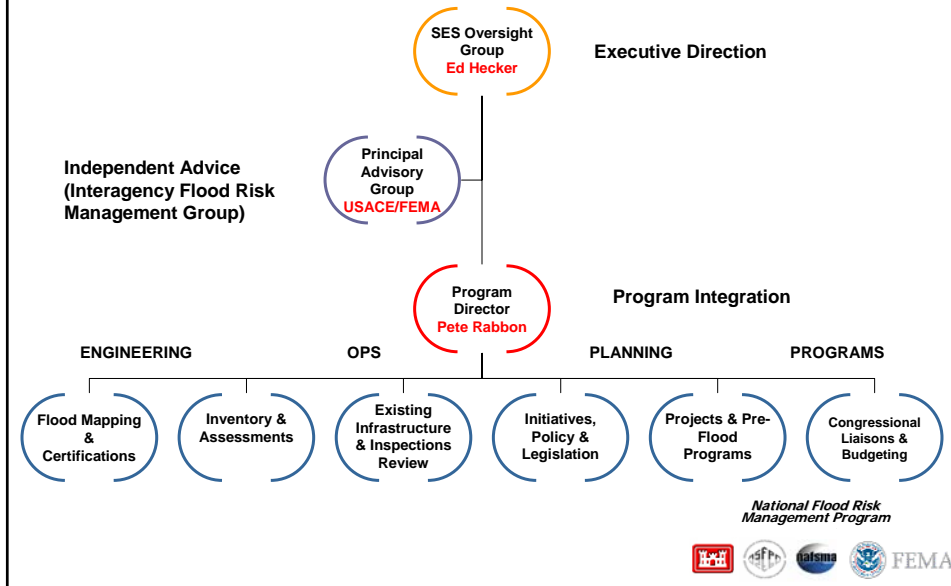 SES Oversight
Group
Ed Hecker
Executive Direction
Independent Advice
(Interagency Flood Risk
Management Group)
Principal
Advisory
Group
USACE/FEMA
Program
Director
Pete Rabbon
Program Integration
ENGINEERING
OPS
PLANNING
PROGRAMS
Flood Mapping
&
Certifications
Inventory &
Assessments
Existing
Infrastructure
& Inspections
Review
Initiatives,
Policy &
Legislation
Projects & Pre-
Flood
Programs
Congressional
Liaisons &
Budgeting
National Flood Risk
Management Program
nafsma
FEMA